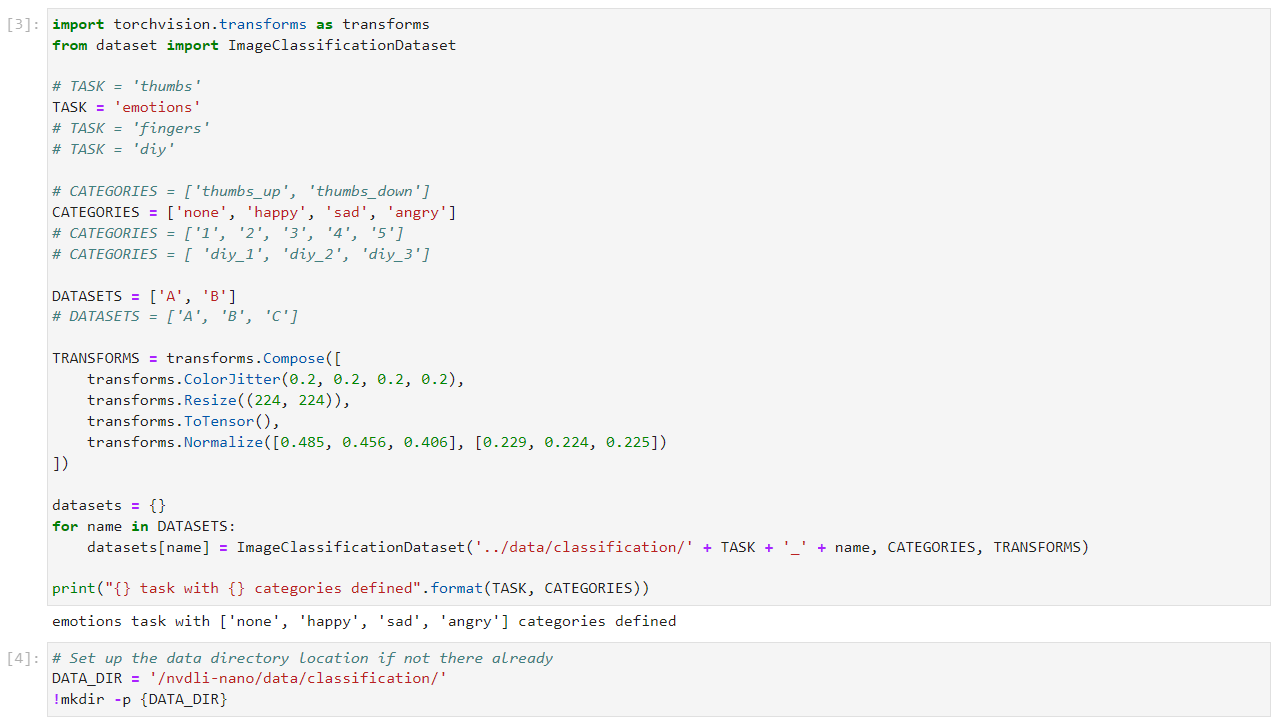 [3]: import torchvision.transforms as transforms
from dataset import ImageClassificationDataset

# TASK = 'thumbs'
TASK = 'emotions'
# TASK = 'fingers'
# TASK = 'diy'

# CATEGORIES = ['thumbs_up', 'thumbs_down']
CATEGORIES = ['none', 'happy', 'sad', 'angry']
# CATEGORIES = ['1', '2', '3', '4', '5']
# CATEGORIES = [ 'diy_1', 'diy_2', 'diy_3']

DATASETS = ['A', 'B']
# DATASETS = ['A', 'B', 'C']

TRANSFORMS = transforms.Compose([
    transforms.ColorJitter(0.2, 0.2, 0.2, 0.2),
    transforms.Resize((224, 224)),
    transforms.ToTensor(),
    transforms.Normalize([0.485, 0.456, 0.406], [0.229, 0.224, 0.225])
])

datasets = {}
for name in DATASETS:
    datasets[name] = ImageClassificationDataset('../data/classification/' + TASK + '_' + name, CATEGORIES, TRANSFORMS)

print("{} task with {} categories defined".format(TASK, CATEGORIES))
emotions task with ['none', 'happy', 'sad', 'angry'] categories defined
[4]: # Set up the data directory location if not there already
DATA_DIR = '/nvdli-nano/data/classification/'
!mkdir -p {DATA_DIR}